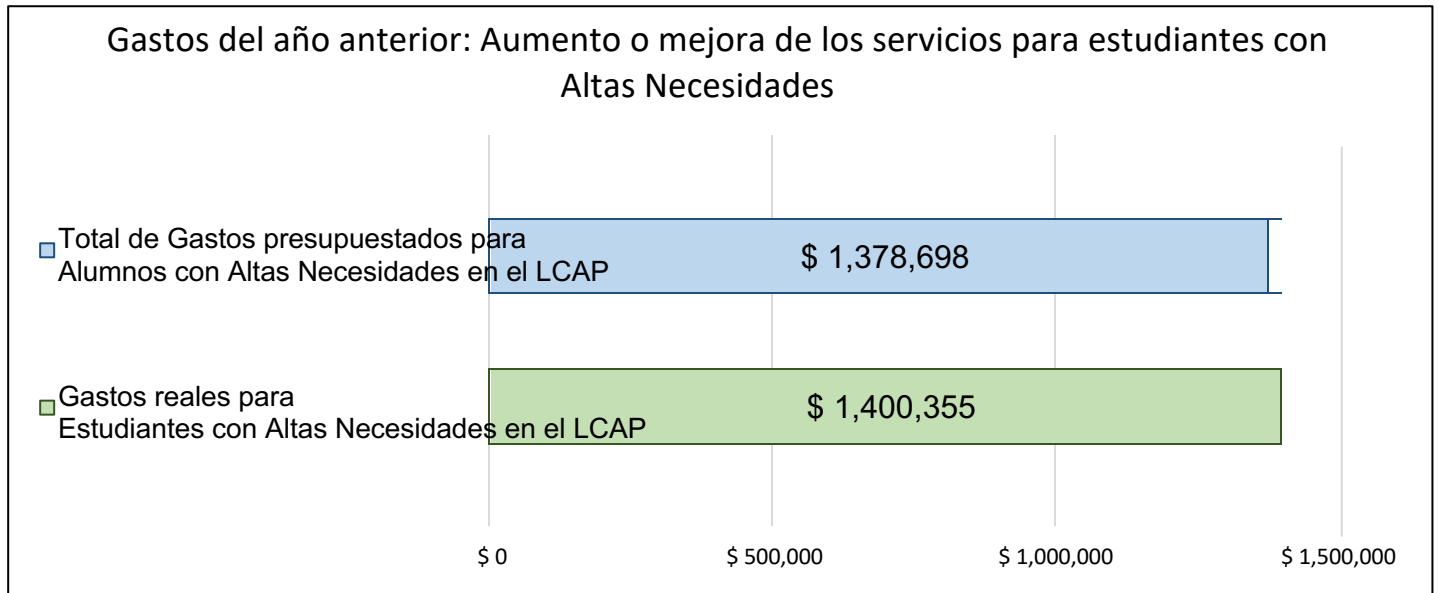 Gastos del año anterior: Aumento o mejora de los servicios para estudiantes con
Altas Necesidades
Total de Gastos presupuestados para
Alumnos con Altas Necesidades en el LCAP
$ 1,378,698
Gastos reales para
Estudiantes con Altas Necesidades en el LCAP
$ 1,400,355
$ 0
$ 500,000
$ 1,000,000
$ 1,500,000